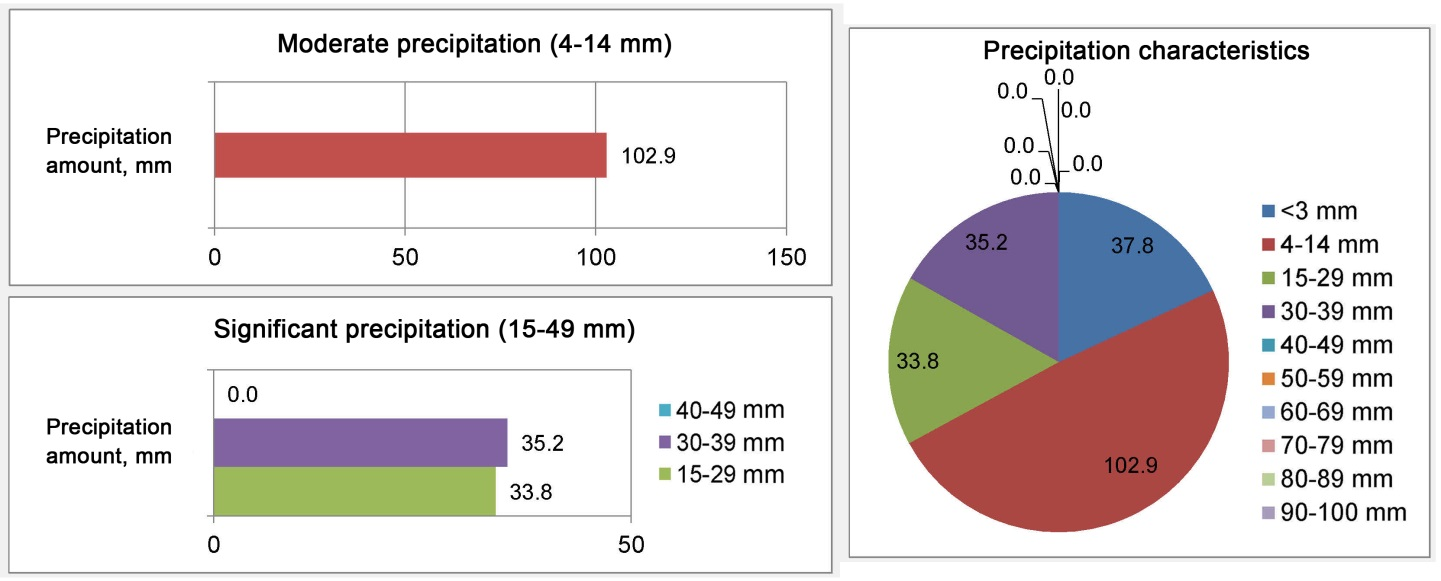 Moderate precipitation (4-14 mm)
Precipitation
amount, mm
102.9
0
50
100
150
Significant precipitation (15-49 mm)
Precipitation
amount, mm
0.0
35.2
33.8
40-49 mm
30-39 mm
15-29 mm
0
50
Precipitation characteristics
0.0
0.0
0.0
0.0
0.0
0.0
35.2
37.8
33.8
102.9
<3 mm
4-14 mm
15-29 mm
30-39 mm
40-49 mm
50-59 mm
60-69 mm
70-79 mm
80-89 mm
90-100 mm